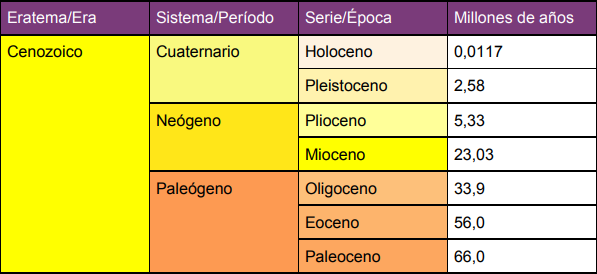 Eratema/Era Sistema/Período Serie/Época Millones de años
Cenozoico Cuaternario Holoceno 0,0117
Pleistoceno 2,58
Neógeno Plioceno 5,33
Mioceno 23,03
Paleógeno Oligoceno 33,9
Eoceno 56,0
Paleoceno 66,0